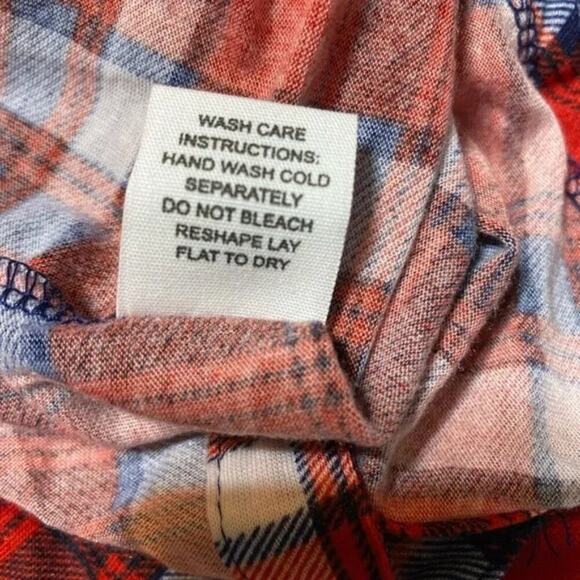 WASH CARE
INSTRUCTIONS:
HAND WASH COLD
SEPARATELY
DO NOT BLEACH
RESHAPE LAY
FLAT TO DRY